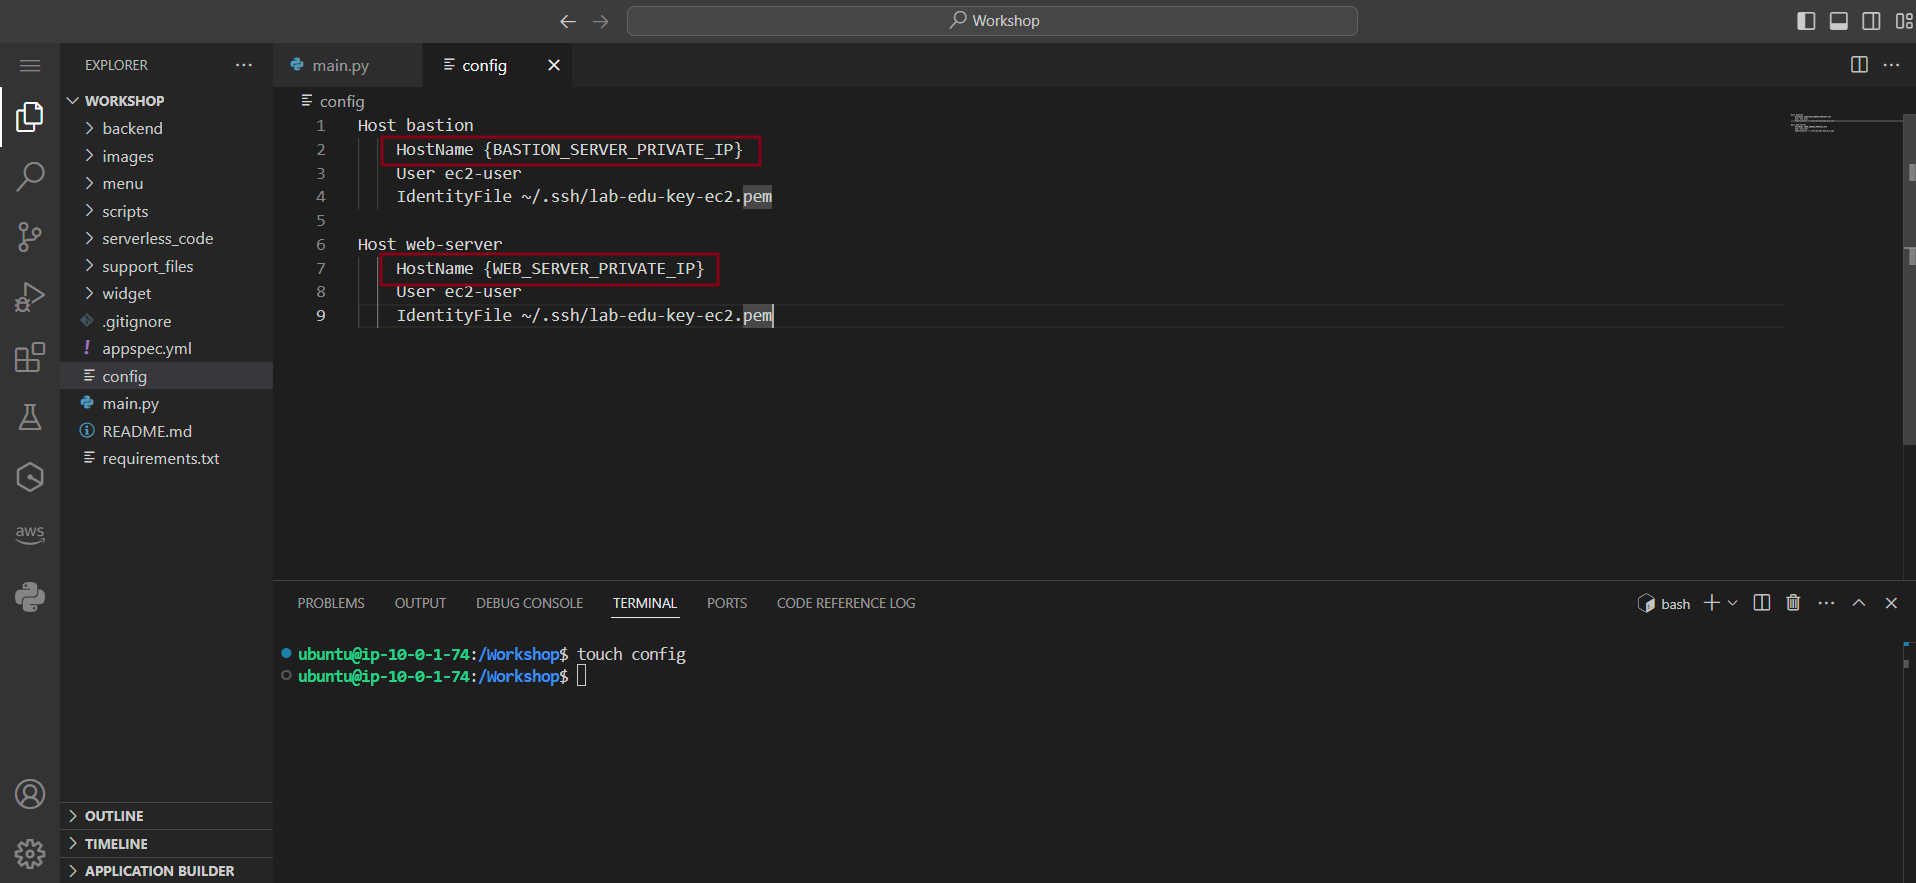 Workshop
EXPLORER
WORKSHOP
backend
images
menu
scripts
serverless_code
support_files
widget
.gitignore
! appspec.yml
config
main.py
README.md
requirements.txt
OUTLINE
TIMELINE
APPLICATION BUILDER
aws
main.py
config
config
1 Host bastion
2 HostName {BASTION_SERVER_PRIVATE_IP}
3 User ec2-user
4 IdentityFile ~/.ssh/lab-edu-key-ec2.pem
5
6 Host web-server
7 HostName {WEB_SERVER_PRIVATE_IP}
8 User ec2-user
9 IdentityFile ~/.ssh/lab-edu-key-ec2.pem
PROBLEMS OUTPUT DEBUG CONSOLE TERMINAL PORTS CODE REFERENCE LOG
bash
ubuntu@ip-10-0-1-74:/Workshop$ touch config
ubuntu@ip-10-0-1-74:/Workshop$